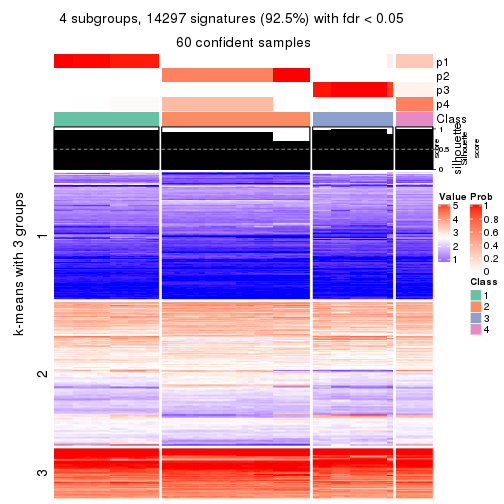 4 subgroups, 14297 signatures (92.5%) with fdr < 0.05
60 confident samples
p1
p2
p3
p4
Class
1
0.5
0
silhouette
Silhouette
score
score
k-means with 3 groups
1
2
3
Value
5
4
3
2
1
Prob
1
0.8
0.6
0.4
0.2
0
Class
1
2
3
4